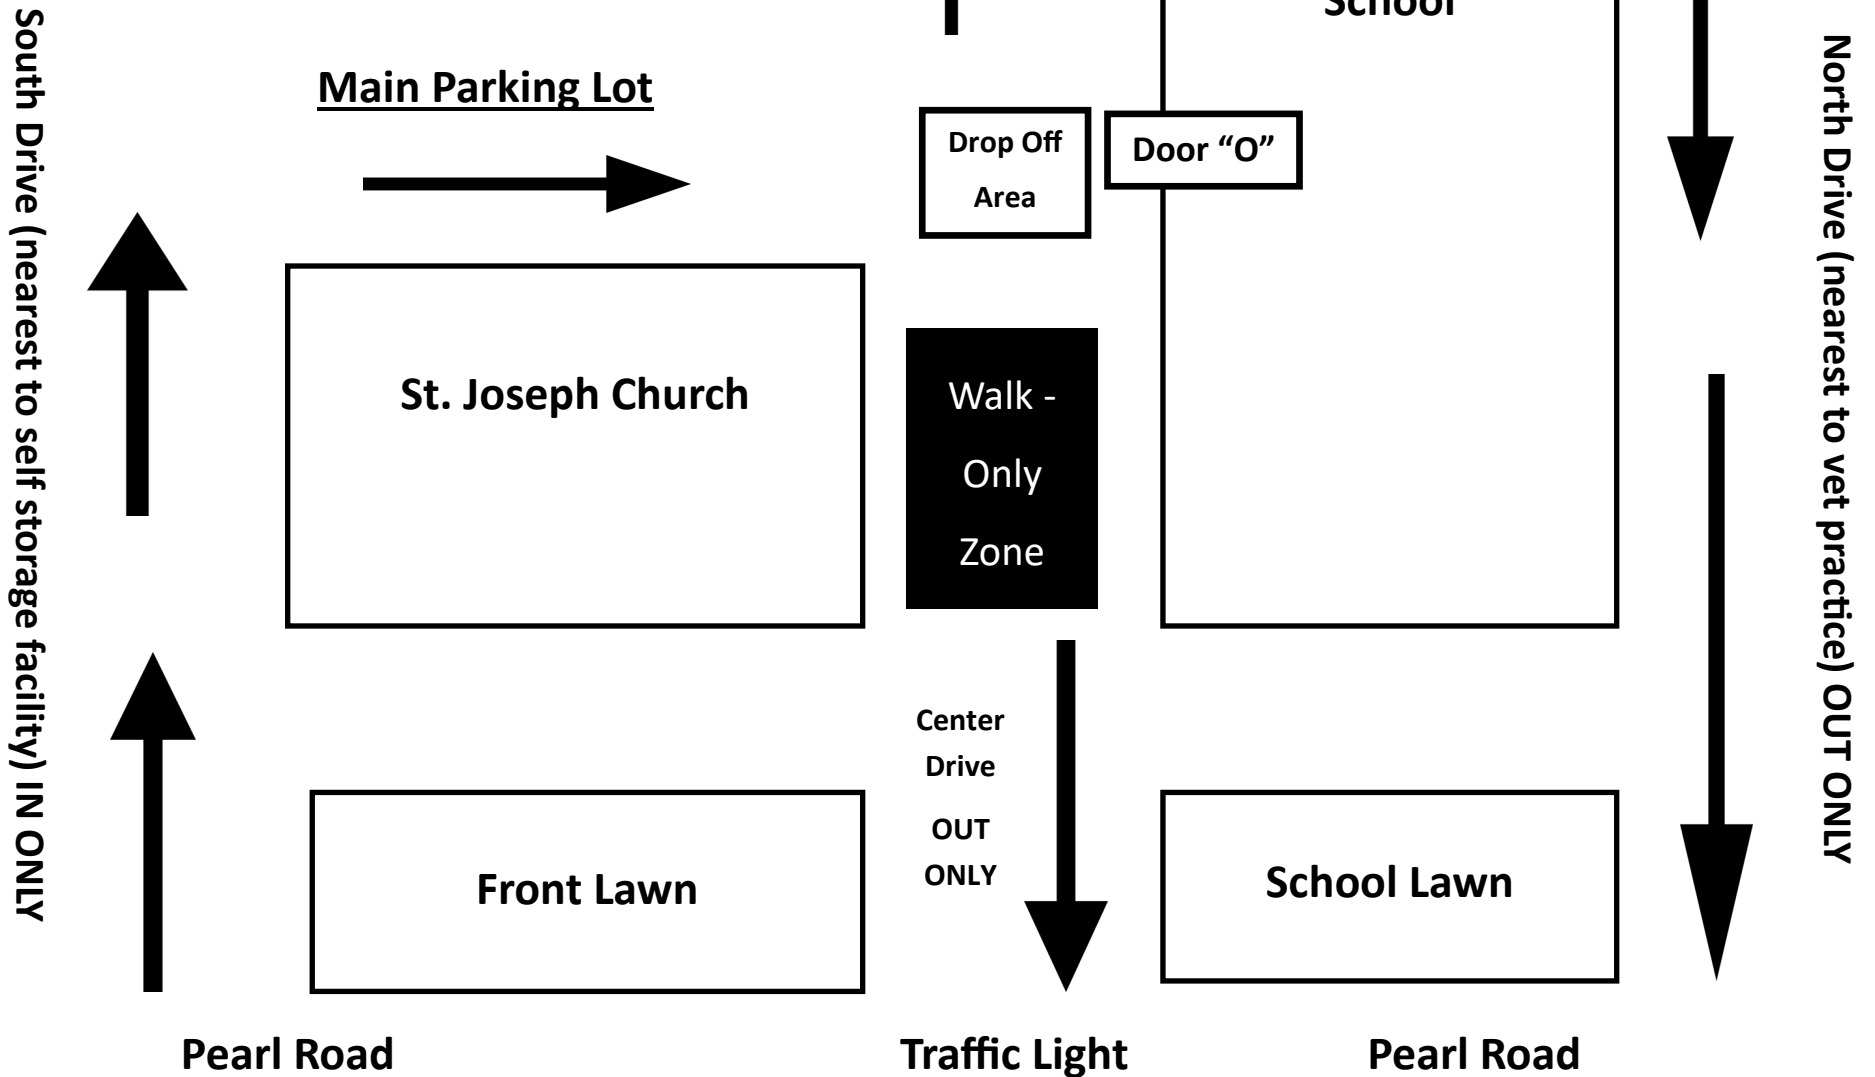 School
South Drive (nearest to self storage facility) IN ONLY
North Drive (nearest to vet practice) OUT ONLY
Main Parking Lot
Drop Off
Area
Door “O”
St. Joseph Church
Walk -
Only
Zone
Center
Drive
OUT
ONLY
Front Lawn
School Lawn
Pearl Road
Traffic Light
Pearl Road